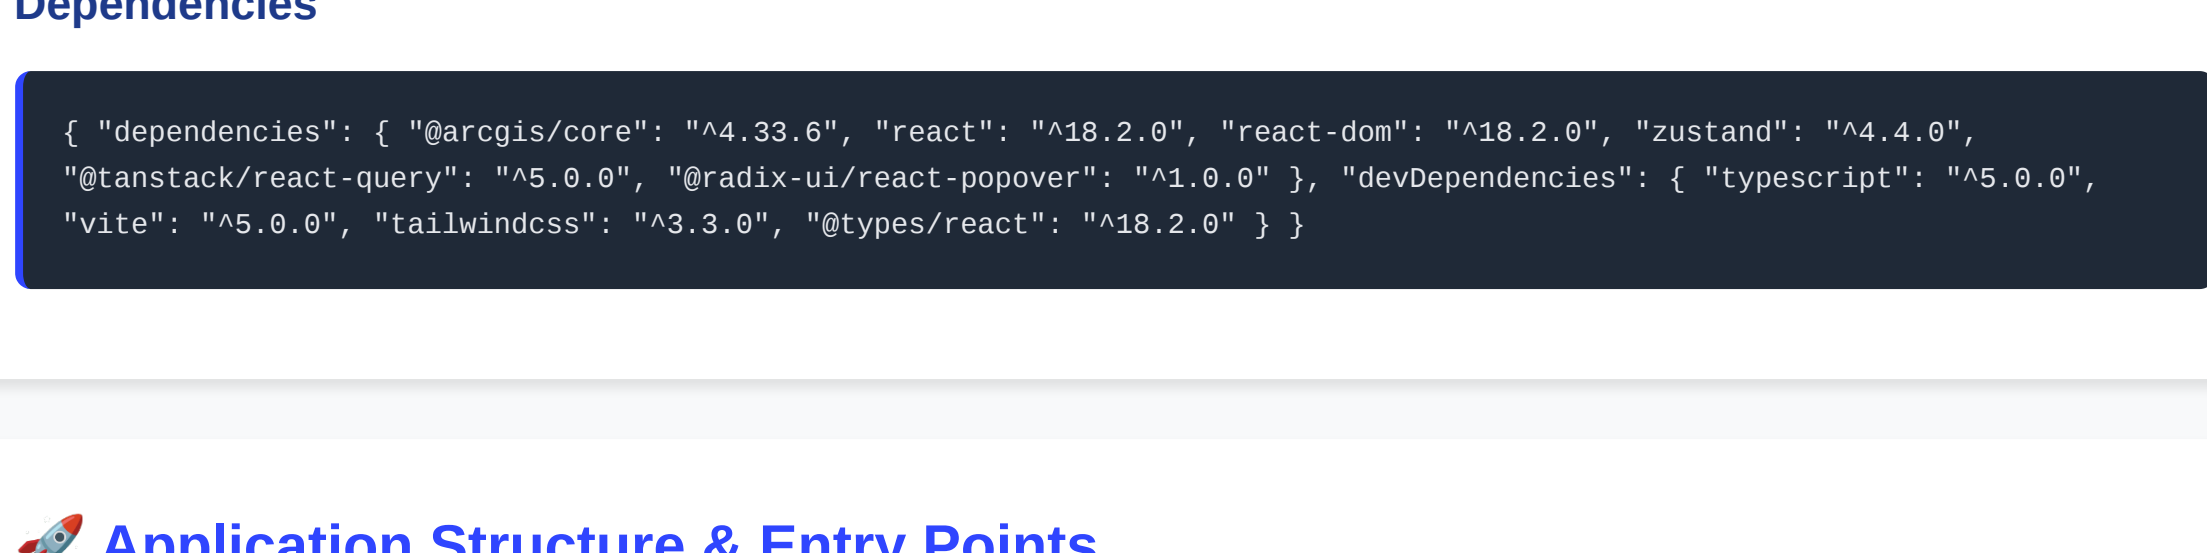 Dependencies
{ "dependencies": { "@arcgis/core": "^4.33.6", "react": "^18.2.0", "react-dom": "^18.2.0", "zustand": "^4.4.0",
"@tanstack/react-query": "^5.0.0", "@radix-ui/react-popover": "^1.0.0" }, "devDependencies": { "typescript": "^5.0.0",
"vite": "^5.0.0", "tailwindcss": "^3.3.0", "@types/react": "^18.2.0" } }
🚀 Application Structure & Entry Points